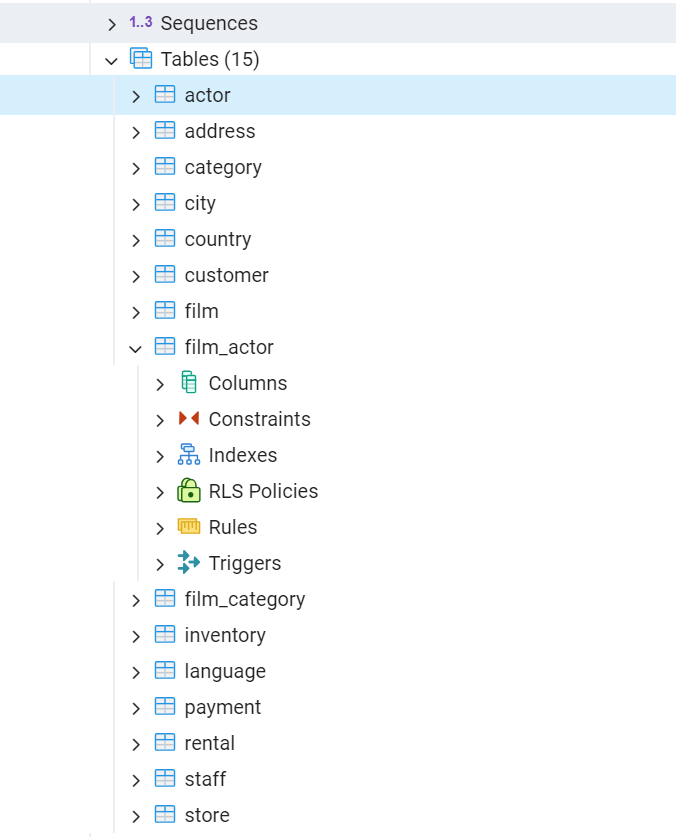 1..3 Sequences
Tables (15)
actor
address
category
city
country
customer
film
film_actor
Columns
Constraints
Indexes
RLS Policies
Rules
Triggers
film_category
inventory
language
payment
rental
staff
store